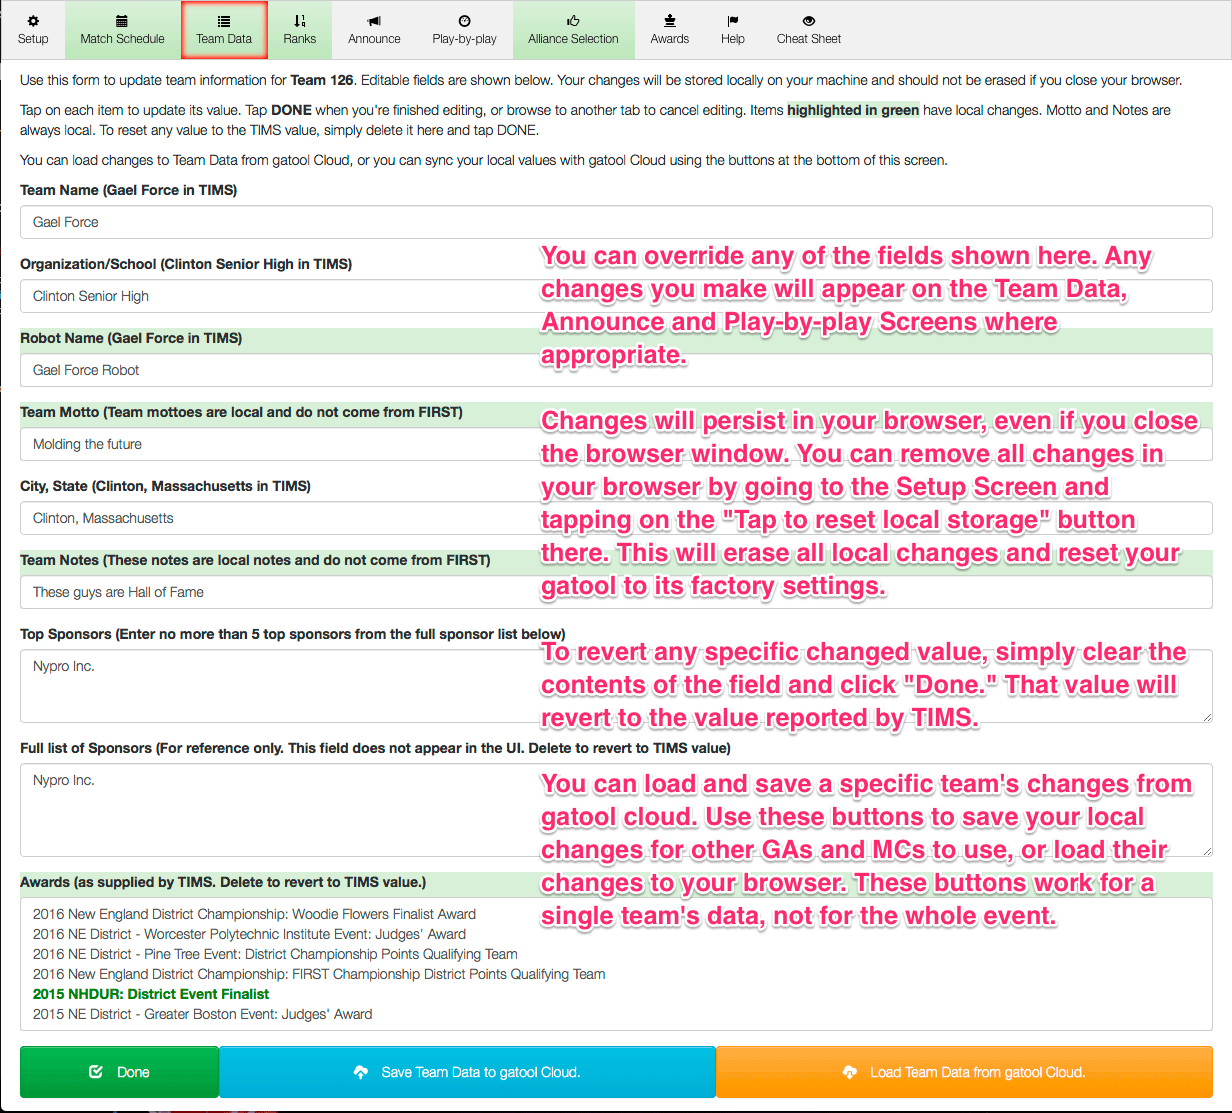 Setup
Match Schedule
Team Data
Ranks
Announce
Play-by-play
Alliance Selection
Awards
Help
Cheat Sheet
Use this form to update team information for Team 126. Editable fields are shown below. Your changes will be stored locally on your machine and should not be erased if you close your browser.
Tap on each item to update its value. Tap DONE when you're finished editing, or browse to another tab to cancel editing. Items highlighted in green have local changes. Motto and Notes are
always local. To reset any value to the TIMS value, simply delete it here and tap DONE.
You can load changes to Team Data from gatool Cloud, or you can sync your local values with gatool Cloud using the buttons at the bottom of this screen.
Team Name (Gael Force in TIMS)
Gael Force
Organization/School (Clinton Senior High in TIMS)
Clinton Senior High
Robot Name (Gael Force in TIMS)
Gael Force Robot
You can override any of the fields shown here. Any
changes you make will appear on the Team Data,
Announce and Play-by-play Screens where
appropriate.
Team Motto (Team mottoes are local and do not come from FIRST)
Molding the future
City, State (Clinton, Massachusetts in TIMS)
Clinton, Massachusetts
Team Notes (These notes are local notes and do not come from FIRST)
These guys are Hall of Fame
Changes will persist in your browser, even if you close
the browser window. You can remove all changes in
your browser by going to the Setup Screen and
tapping on the "Tap to reset local storage" button
there. This will erase all local changes and reset your
gatool to its factory settings.
Top Sponsors (Enter no more than 5 top sponsors from the full sponsor list below)
Nypro Inc.
To revert any specific changed value, simply clear the
contents of the field and click "Done." That value will
revert to the value reported by TIMS.
Full list of Sponsors (For reference only. This field does not appear in the UI. Delete to revert to TIMS value)
Nypro Inc.
You can load and save a specific team's changes from
gatool cloud. Use these buttons to save your local
changes for other GAs and MCs to use, or load their
changes to your browser. These buttons work for a
single team's data, not for the whole event.
Awards (as supplied by TIMS. Delete to revert to TIMS value.)
2016 New England District Championship: Woodie Flowers Finalist Award
2016 NE District - Worcester Polytechnic Institute Event: Judges' Award
2016 NE District - Pine Tree Event: District Championship Points Qualifying Team
2016 New England District Championship: FIRST Championship District Points Qualifying Team
2015 NHDUR: District Event Finalist
2015 NE District - Greater Boston Event: Judges' Award
Done
Save Team Data to gatool Cloud.
Load Team Data from gatool Cloud.